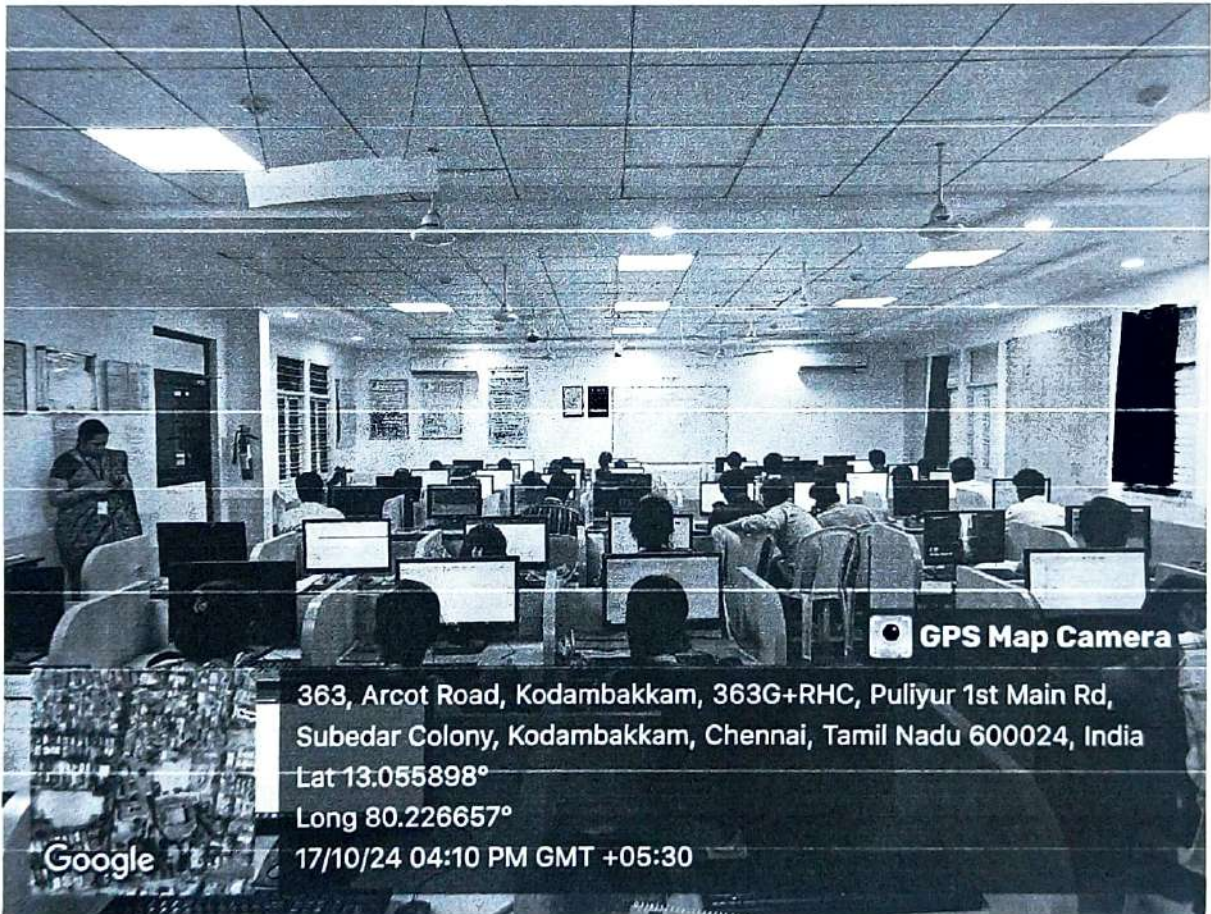 GPS Map Camera
363, Arcot Road, Kodambakkam, 363G+RHC, Puliyur 1st Main Rd,
Subedar Colony, Kodambakkam, Chennai, Tamil Nadu 600024, India
Lat 13.055898°
Long 80.226657°
17/10/24 04:10 PM GMT +05:30
Google